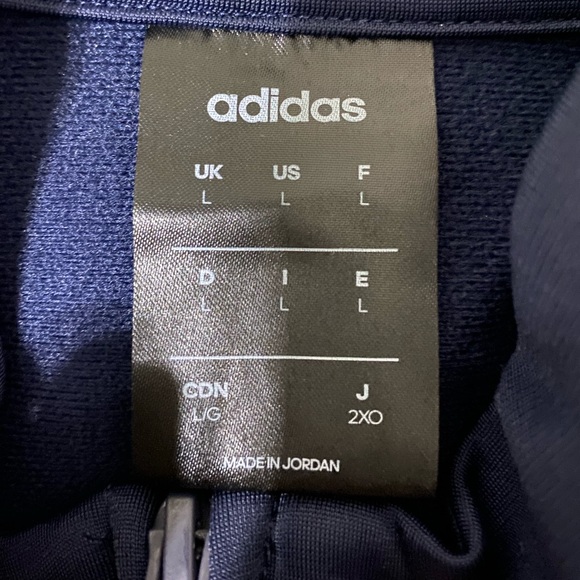 adidas
UK US F
L L L
D I E
L L L
CDN J
L/G 2XO
MADE IN JORDAN